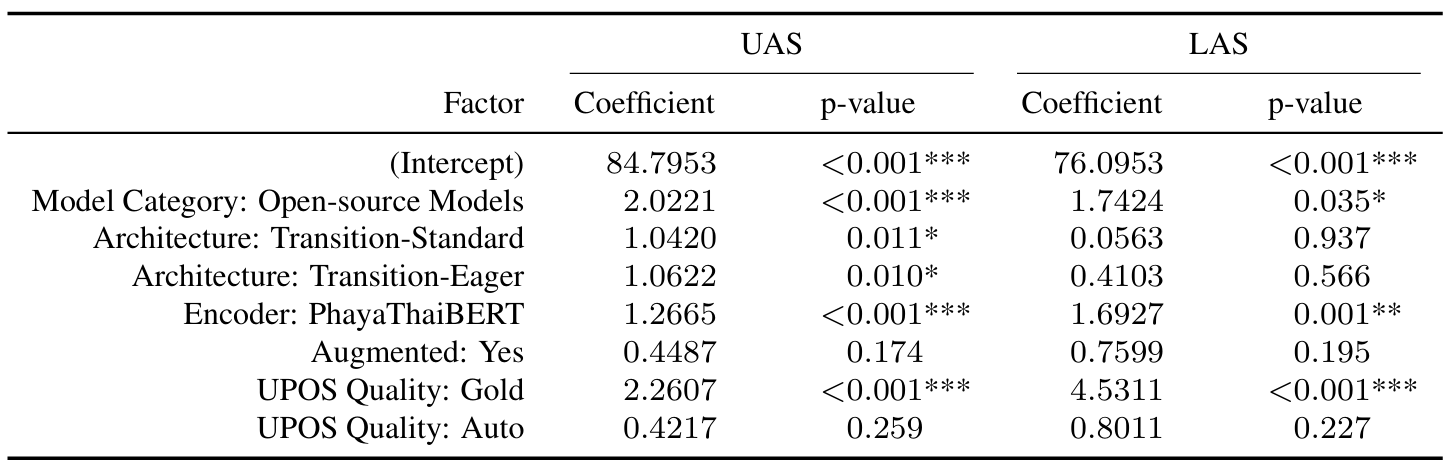 UAS LAS
Factor Coefficient p-value Coefficient p-value
(Intercept) 84.7953 <0.001*** 76.0953 <0.001***
Model Category: Open-source Models 2.0221 <0.001*** 1.7424 0.035*
Architecture: Transition-Standard 1.0420 0.011* 0.0563 0.937
Architecture: Transition-Eager 1.0622 0.010* 0.4103 0.566
Encoder: PhayaThaiBERT 1.2665 <0.001*** 1.6927 0.001**
Augmented: Yes 0.4487 0.174 0.7599 0.195
UPOS Quality: Gold 2.2607 <0.001*** 4.5311 <0.001***
UPOS Quality: Auto 0.4217 0.259 0.8011 0.227